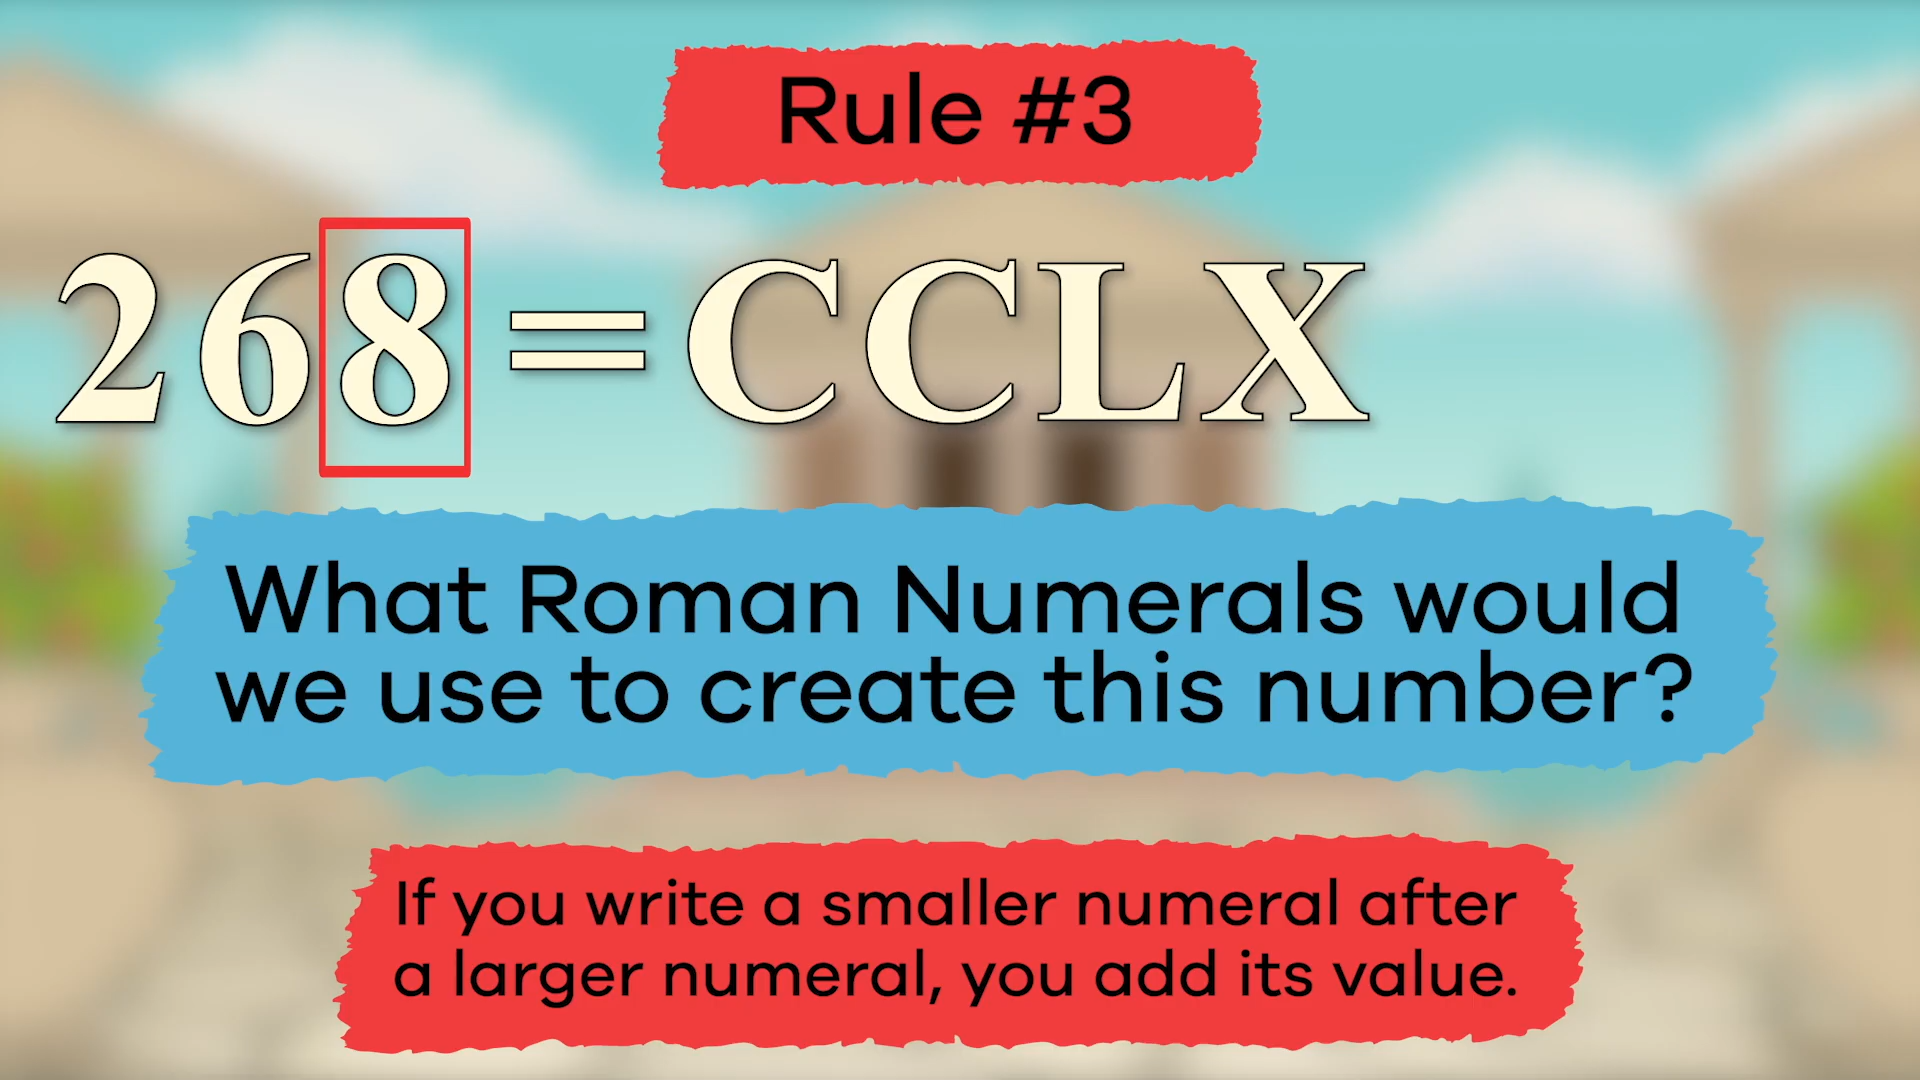 Rule #3
268 = CCLX
What Roman Numerals would
we use to create this number?
If you write a smaller numeral after
a larger numeral, you add its value.